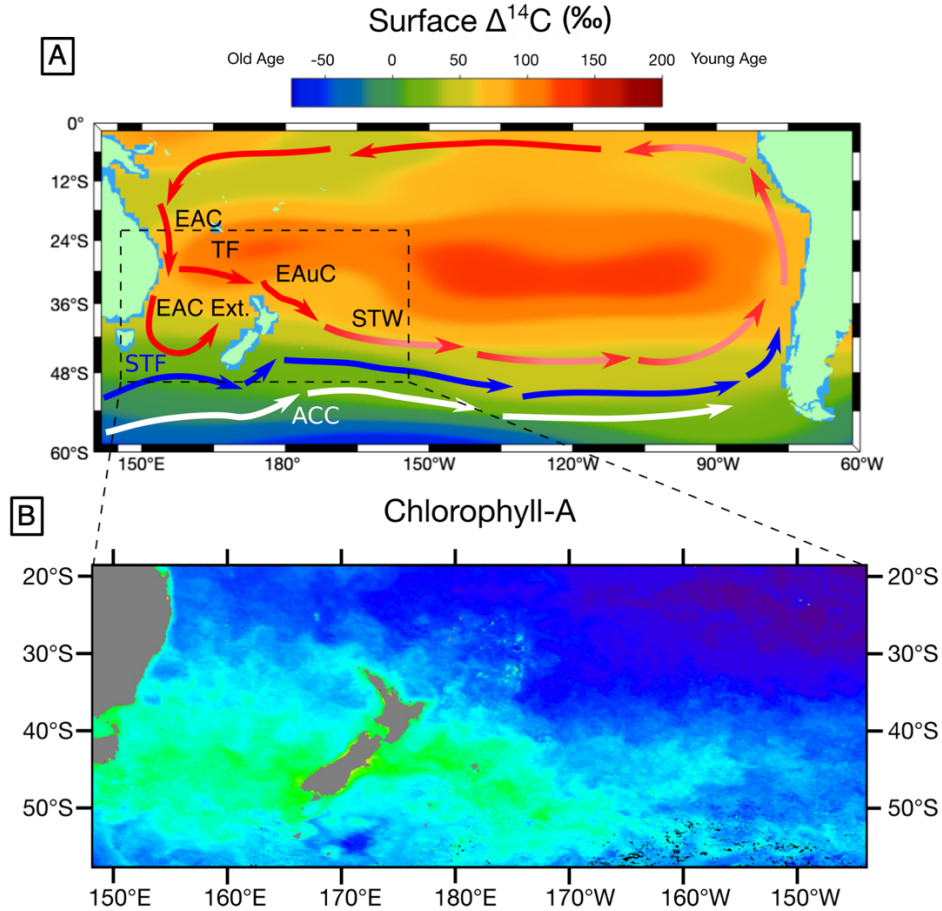 Surface Δ¹⁴C (‰)
A
Old Age -50 0 50 100 150 200 Young Age
0°
12°S
24°S
36°S
48°S
60°S
EAC
TF
EAuC
EAC Ext.
STW
STF
ACC
150°E 180° 150°W 120°W 90°W 60°W
B
Chlorophyll-A
20°S 20°S
30°S 30°S
40°S 40°S
50°S 50°S
150°E 160°E 170°E 180°E 170°W 160°W 150°W